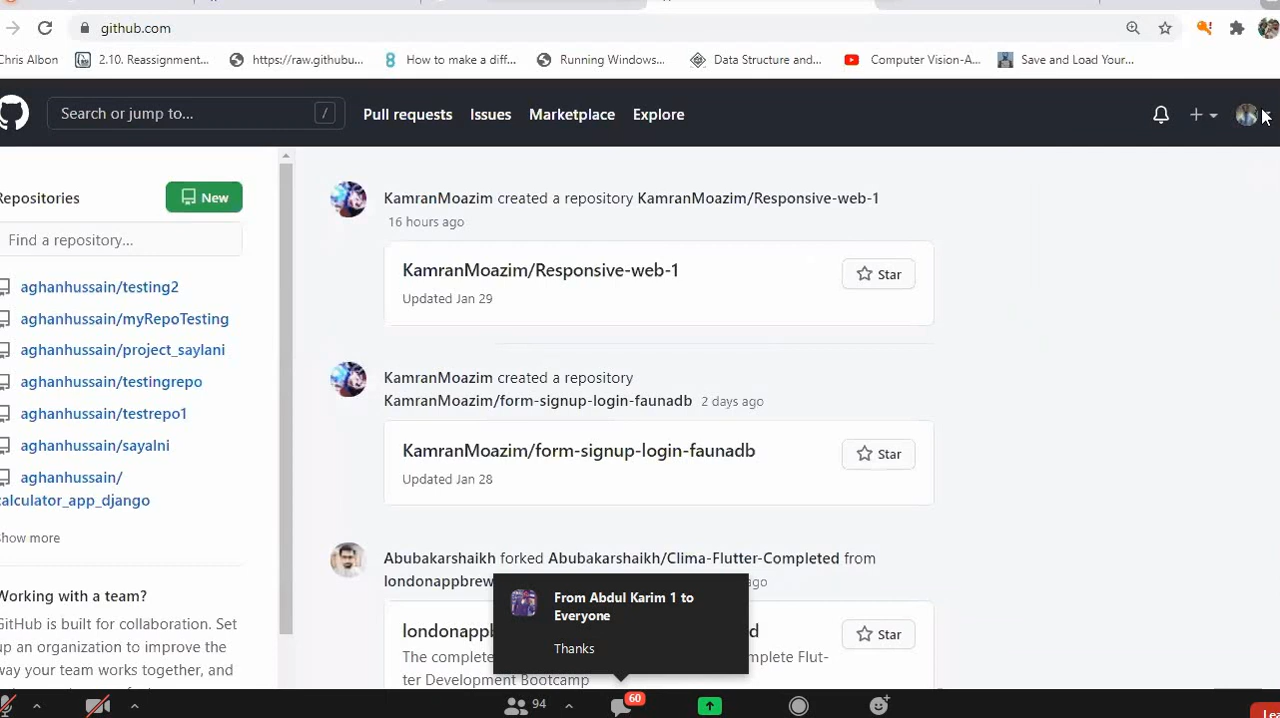 github.com
Chris Albon
2.10. Reassignment...
https://raw.githubu...
How to make a diff...
Running Windows...
Data Structure and...
Computer Vision-A...
Save and Load Your...
Search or jump to...
/
Pull requests
Issues
Marketplace
Explore
Repositories
New
Find a repository...
aghanhussain/testing2
aghanhussain/myRepoTesting
aghanhussain/project_saylani
aghanhussain/testingrepo
aghanhussain/testrepo1
aghanhussain/sayalni
aghanhussain/
calculator_app_django
Show more
Working with a team?
GitHub is built for collaboration. Set
up an organization to improve the
way your team works together, and
KamranMoazim created a repository KamranMoazim/Responsive-web-1
16 hours ago
KamranMoazim/Responsive-web-1
Updated Jan 29
Star
KamranMoazim created a repository
KamranMoazim/form-signup-login-faunadb 2 days ago
KamranMoazim/form-signup-login-faunadb
Updated Jan 28
Star
Abubakarshaikh forked Abubakarshaikh/Clima-Flutter-Completed from
londonappbrew ago
londonappb d
Star
The complete mplete Flut-
ter Development Bootcamp
From Abdul Karim 1 to
Everyone
Thanks
94
60
Lea